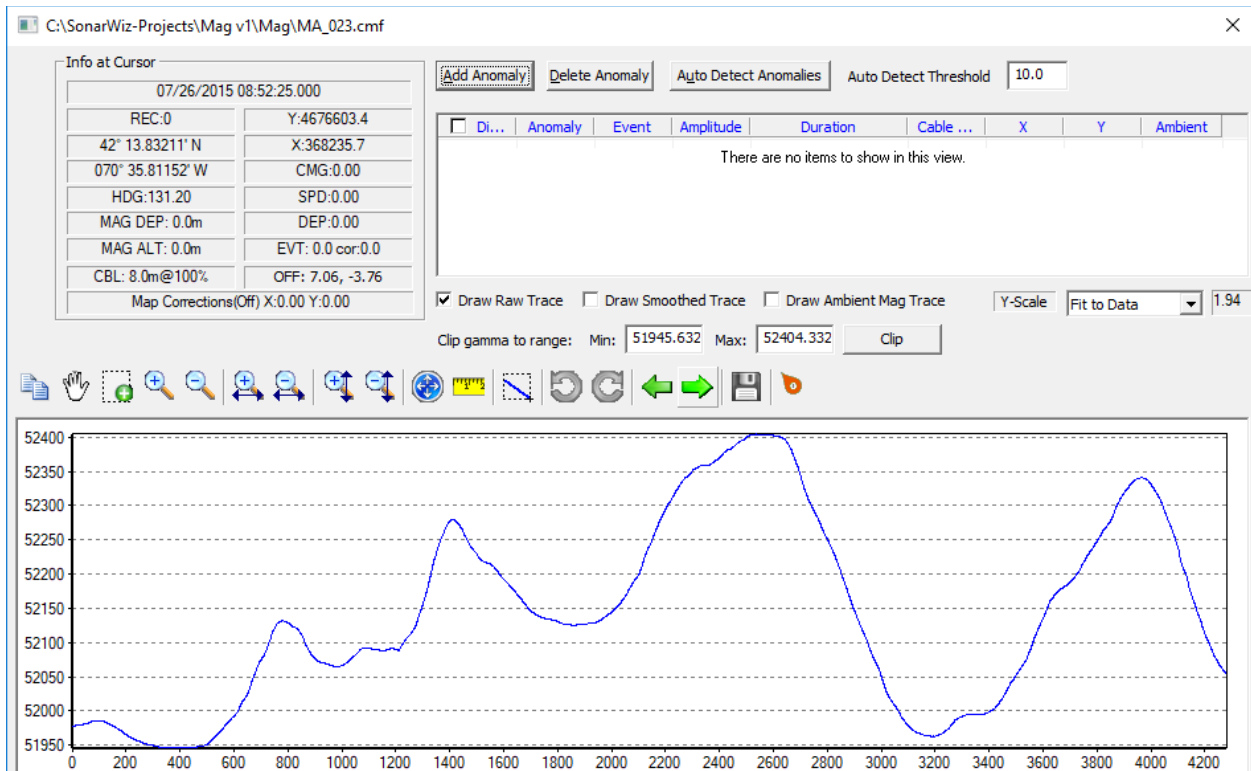 C:\SonarWiz-Projects\Mag v1\Mag\MA_023.cmf
Info at Cursor
07/26/2015 08:52:25.000
REC:0 Y:4676603.4
42° 13.83211' N X:368235.7
070° 35.81152' W CMG:0.00
HDG:131.20 SPD:0.00
MAG DEP: 0.0m DEP:0.00
MAG ALT: 0.0m EVT: 0.0 cor:0.0
CBL: 8.0m@100% OFF: 7.06, -3.76
Map Corrections(Off) X:0.00 Y:0.00
Add Anomaly Delete Anomaly Auto Detect Anomalies Auto Detect Threshold 10.0
Di... Anomaly Event Amplitude Duration Cable ... X Y Ambient
There are no items to show in this view.
Draw Raw Trace Draw Smoothed Trace Draw Ambient Mag Trace Y-Scale Fit to Data 1.94
Clip gamma to range: Min: 51945.632 Max: 52404.332 Clip
52400
52350
52300
52250
52200
52150
52100
52050
52000
51950
0 200 400 600 800 1000 1200 1400 1600 1800 2000 2200 2400 2600 2800 3000 3200 3400 3600 3800 4000 4200